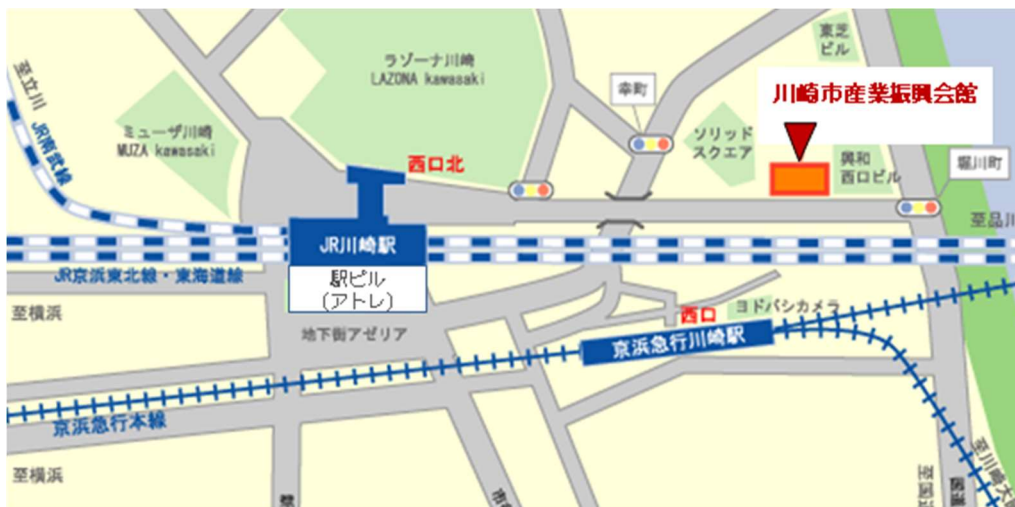 東芝
ビル
川崎市産業振興会館
ラゾーナ川崎
LAZONA kawasaki
幸町
至立川
JR南武線
ミューザ川崎
MUZA kawasaki
西口北
ソリッド
スクエア
興和
西口ビル
堀川町
至品川
JR川崎駅
JR京浜東北線・東海道線
駅ビル
(アトレ)
至横浜
地下街アゼリア
西口
ヨドバシカメラ
京浜急行川崎駅
京浜急行本線
至横浜
至川崎大